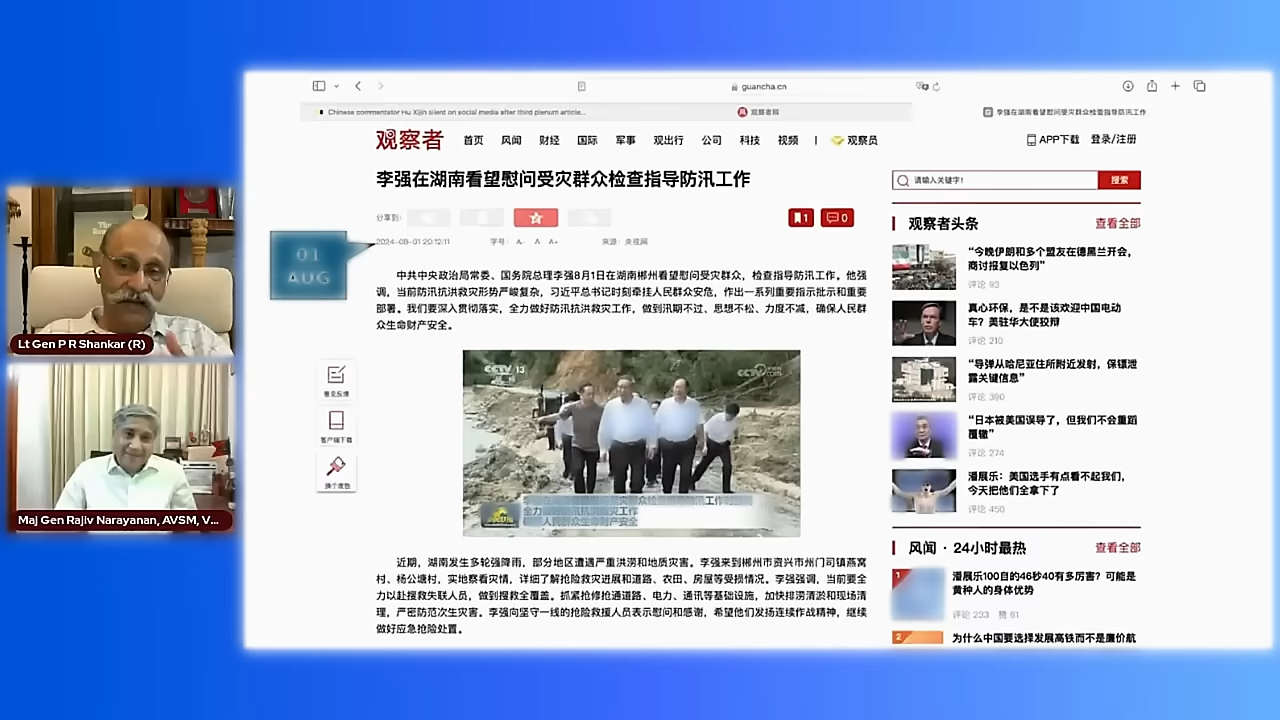 guancha.cn
Chinese commentator Hu Xijin silent on social media after third plenum article...
观察者网
李强在湖南看望慰问受灾群众检查指导防汛工作
观察者
首页 风闻 财经 国际 军事 观出行 公司 科技 视频 | 观察员
APP下载 登录/注册
李强在湖南看望慰问受灾群众检查指导防汛工作
分享到:
1
0
2024-08-01 20:12:11 字号: A- A A+ 来源: 央视网
01
AUG
中共中央政治局常委、国务院总理李强8月1日在湖南郴州看望慰问受灾群众，检查指导防汛工作。他强
调，当前防汛抗洪救灾形势严峻复杂，习近平总书记时刻牵挂人民群众安危，作出一系列重要指示批示和重要
部署。我们要深入贯彻落实，全力做好防汛抗洪救灾工作，做到汛期不过、思想不松、力度不减，确保人民群
众生命财产安全。
意见反馈
客户端下载
换个底色
CCTV 13
近期，湖南发生多轮强降雨，部分地区遭遇严重洪涝和地质灾害。李强来到郴州市资兴市州门司镇燕窝
村、杨公塘村，实地察看灾情，详细了解抢险救灾进展和道路、农田、房屋等受损情况。李强强调，当前要全
力以赴搜救失联人员，做到搜救全覆盖。抓紧抢修抢通道路、电力、通讯等基础设施，加快排涝清淤和现场清
理，严密防范次生灾害。李强向坚守一线的抢险救援人员表示慰问和感谢，希望他们发扬连续作战精神，继续
做好应急抢险处置。
请输入关键字! 搜索
观察者头条 查看全部
“今晚伊朗和多个盟友在德黑兰开会，
商讨报复以色列”
评论 93
真心环保，是不是该欢迎中国电动
车？美驻华大使狡辩
评论 210
“导弹从哈尼亚住所附近发射，保镖泄
露关键信息”
评论 390
“日本被美国误导了，但我们不会重蹈
覆辙”
评论 274
潘展乐：美国选手有点看不起我们，
今天把他们全拿下了
评论 450
风闻 · 24小时最热 查看全部
1
潘展乐100自的46秒40有多厉害？可能是
黄种人的身体优势
评论 233 赞 61
2
为什么中国要选择发展高铁而不是廉价航
Lt Gen P R Shankar (R)
Maj Gen Rajiv Narayanan, AVSM, V...